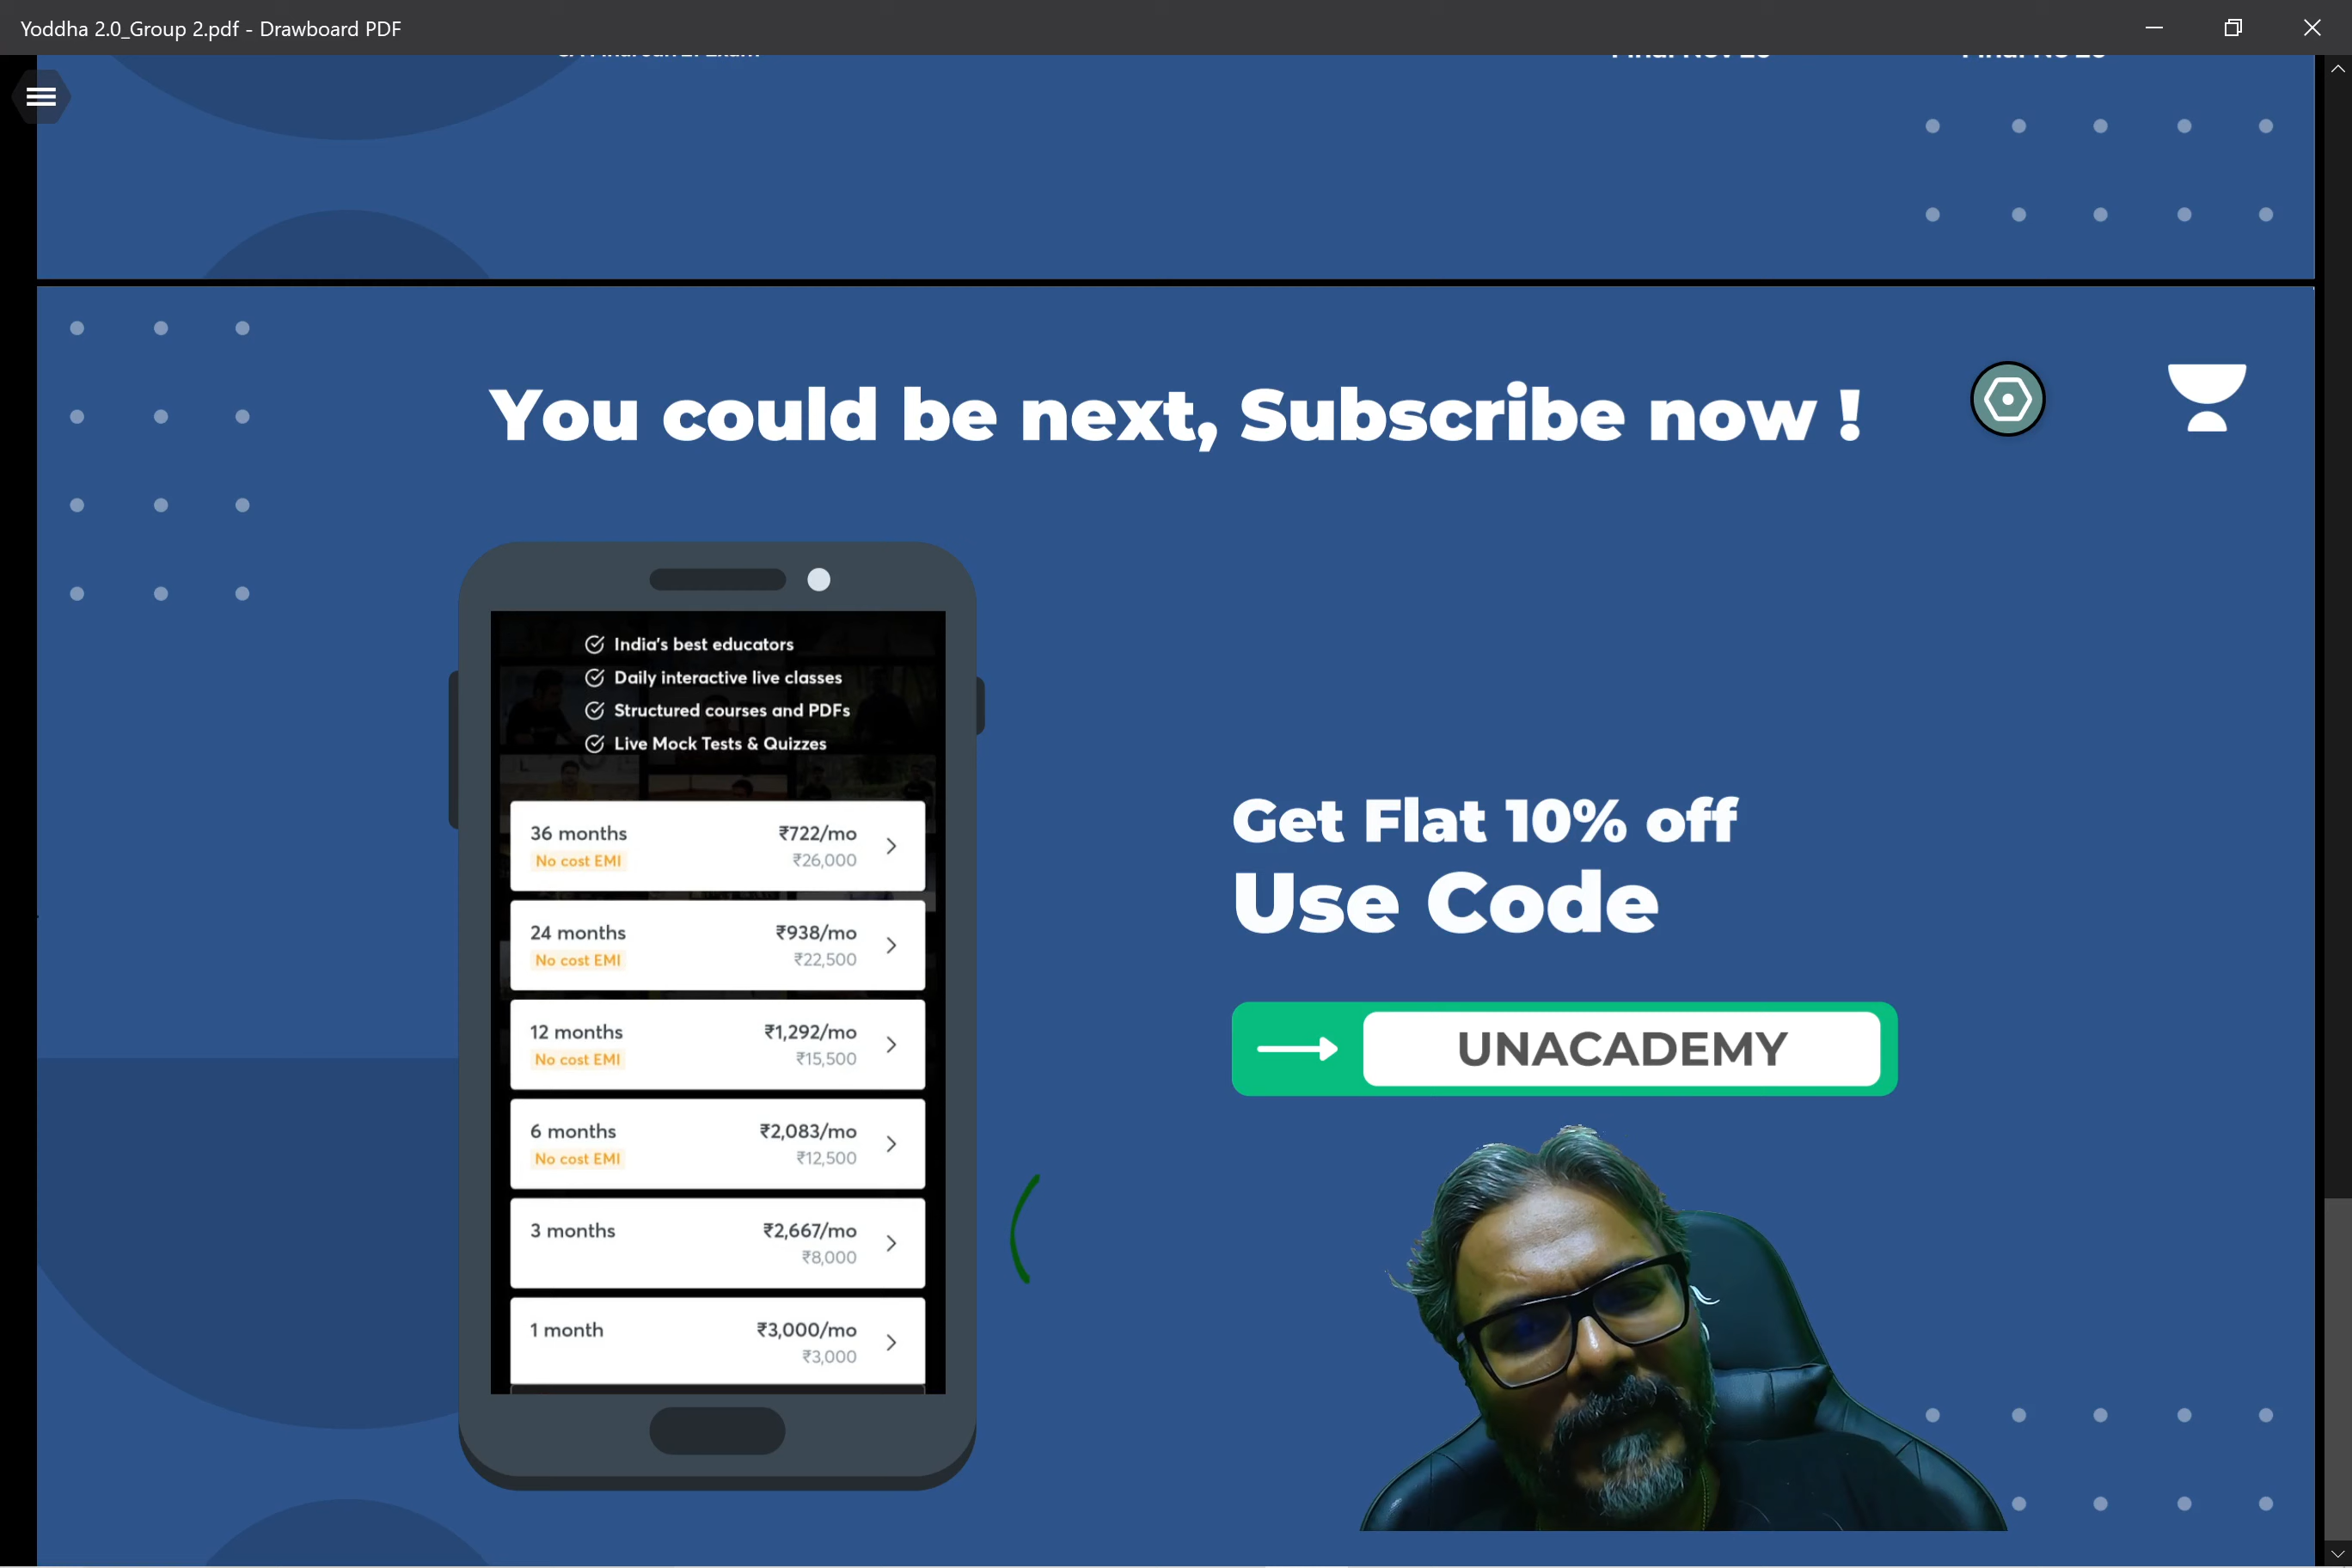 Yoddha 2.0_Group 2.pdf - Drawboard PDF
You could be next, Subscribe now !
India's best educators
Daily interactive live classes
Structured courses and PDFs
Live Mock Tests & Quizzes
36 months ₹722/mo
No cost EMI ₹26,000
24 months ₹938/mo
No cost EMI ₹22,500
12 months ₹1,292/mo
No cost EMI ₹15,500
6 months ₹2,083/mo
No cost EMI ₹12,500
3 months ₹2,667/mo
₹8,000
1 month ₹3,000/mo
₹3,000
Get Flat 10% off
Use Code
UNACADEMY